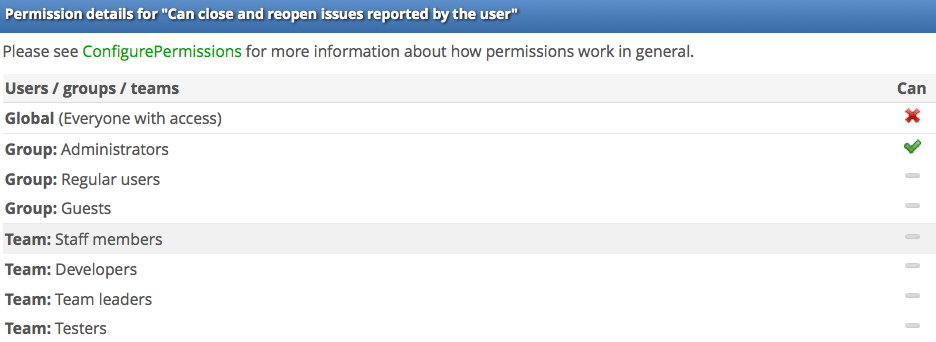 Permission details for "Can close and reopen issues reported by the user"
Please see ConfigurePermissions for more information about how permissions work in general.
Users / groups / teams Can
Global (Everyone with access)
Group: Administrators
Group: Regular users
Group: Guests
Team: Staff members
Team: Developers
Team: Team leaders
Team: Testers